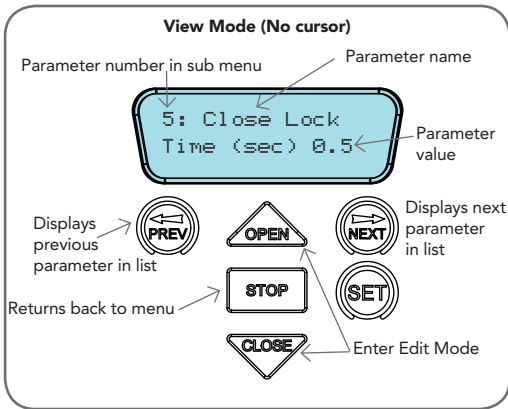 View Mode (No cursor)
Parameter number in sub menu
Parameter name
5: Close Lock
Time (sec) 0.5
Parameter
value
Displays
previous
parameter in list
PREV
OPEN
NEXT
Displays next
parameter
in list
Returns back to menu
STOP
SET
CLOSE
Enter Edit Mode